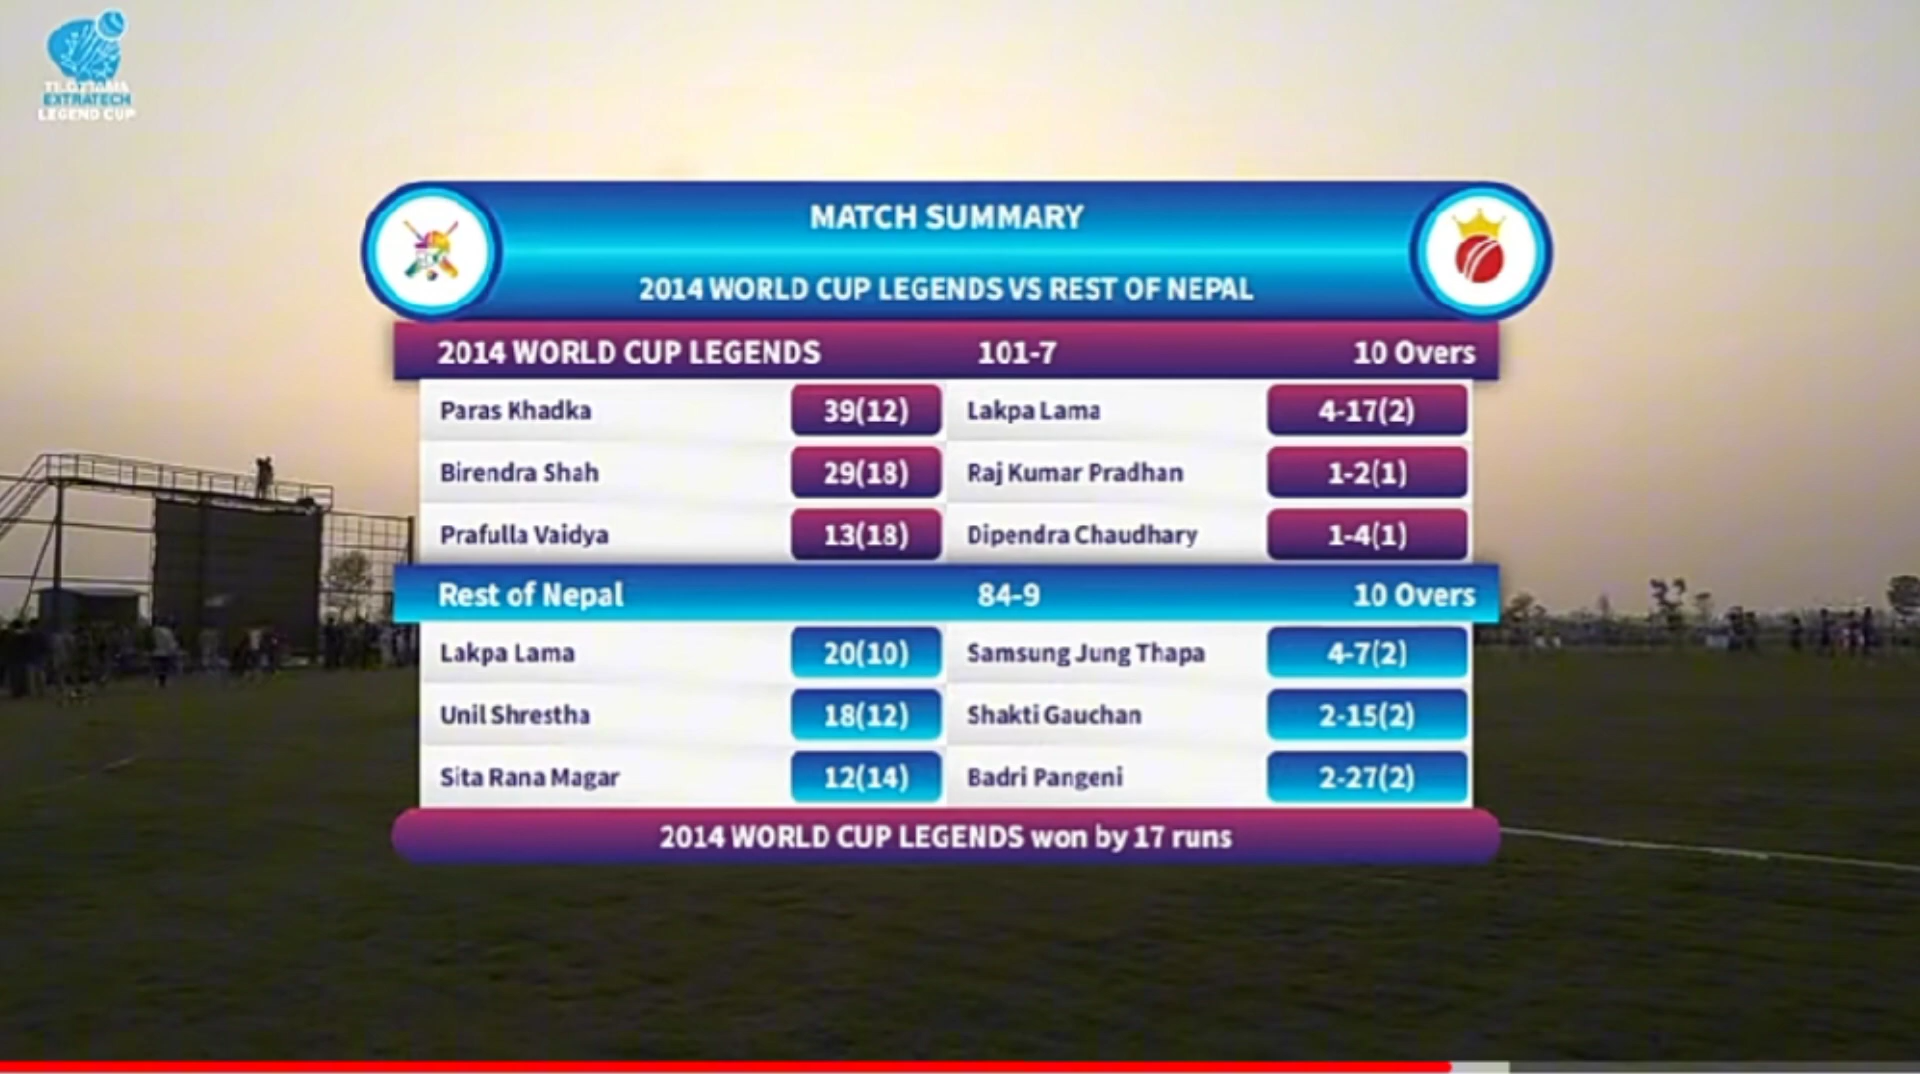 EXTRATECH
LEGEND CUP
MATCH SUMMARY
2014 WORLD CUP LEGENDS VS REST OF NEPAL
2014 WORLD CUP LEGENDS 101-7 10 Overs
Paras Khadka 39(12) Lakpa Lama 4-17(2)
Birendra Shah 29(18) Raj Kumar Pradhan 1-2(1)
Prafulla Vaidya 13(18) Dipendra Chaudhary 1-4(1)
Rest of Nepal 84-9 10 Overs
Lakpa Lama 20(10) Samsung Jung Thapa 4-7(2)
Unil Shrestha 18(12) Shakti Gauchan 2-15(2)
Sita Rana Magar 12(14) Badri Pangeni 2-27(2)
2014 WORLD CUP LEGENDS won by 17 runs